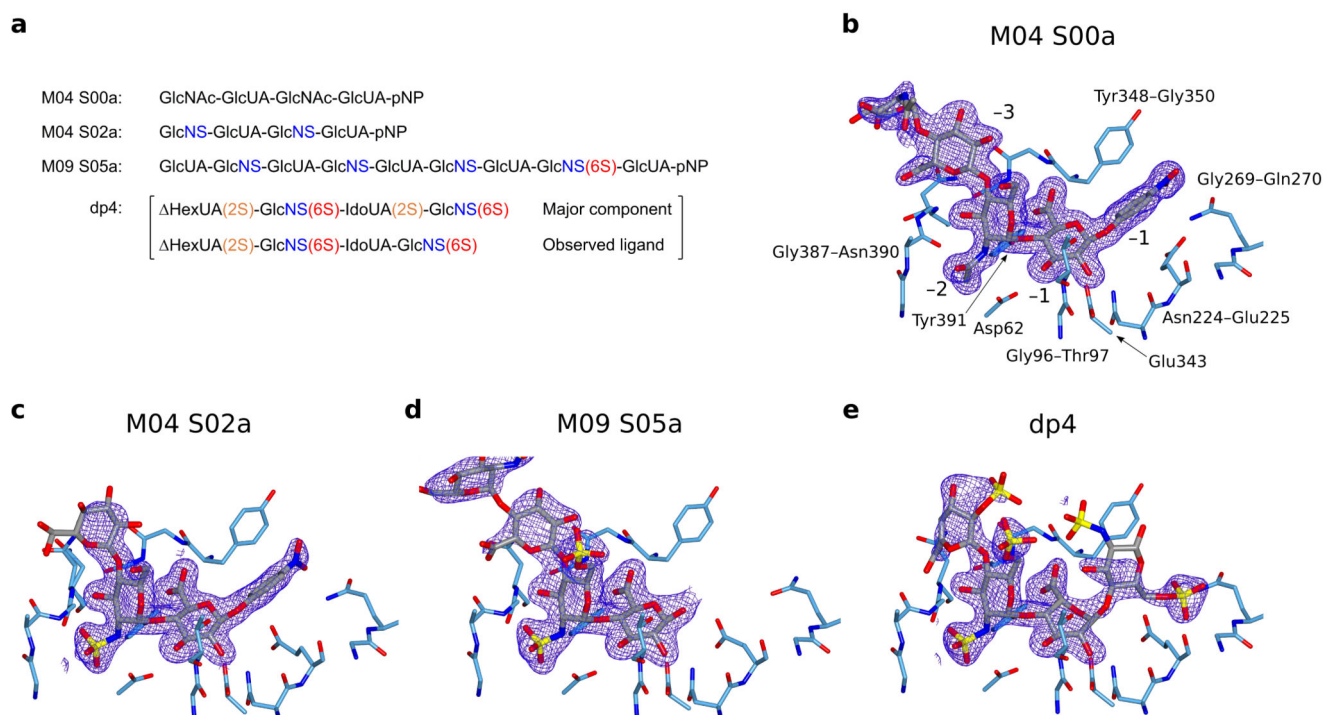 a
M04 S00a: GlcNAc-GlcUA-GlcNAc-GlcUA-pNP
M04 S02a: GlcNS-GlcUA-GlcNS-GlcUA-pNP
M09 S05a: GlcUA-GlcNS-GlcUA-GlcNS-GlcUA-GlcNS-GlcUA-GlcNS(6S)-GlcUA-pNP
dp4: ΔHexUA(2S)-GlcNS(6S)-IdoUA(2S)-GlcNS(6S) Major component
ΔHexUA(2S)-GlcNS(6S)-IdoUA-GlcNS(6S) Observed ligand
b
M04 S00a
–3
Tyr348–Gly350
Gly269–Gln270
–1
Gly387–Asn390
–2
–1
Tyr391
Asp62
Asn224–Glu225
Gly96–Thr97
Glu343
c
M04 S02a
d
M09 S05a
e
dp4